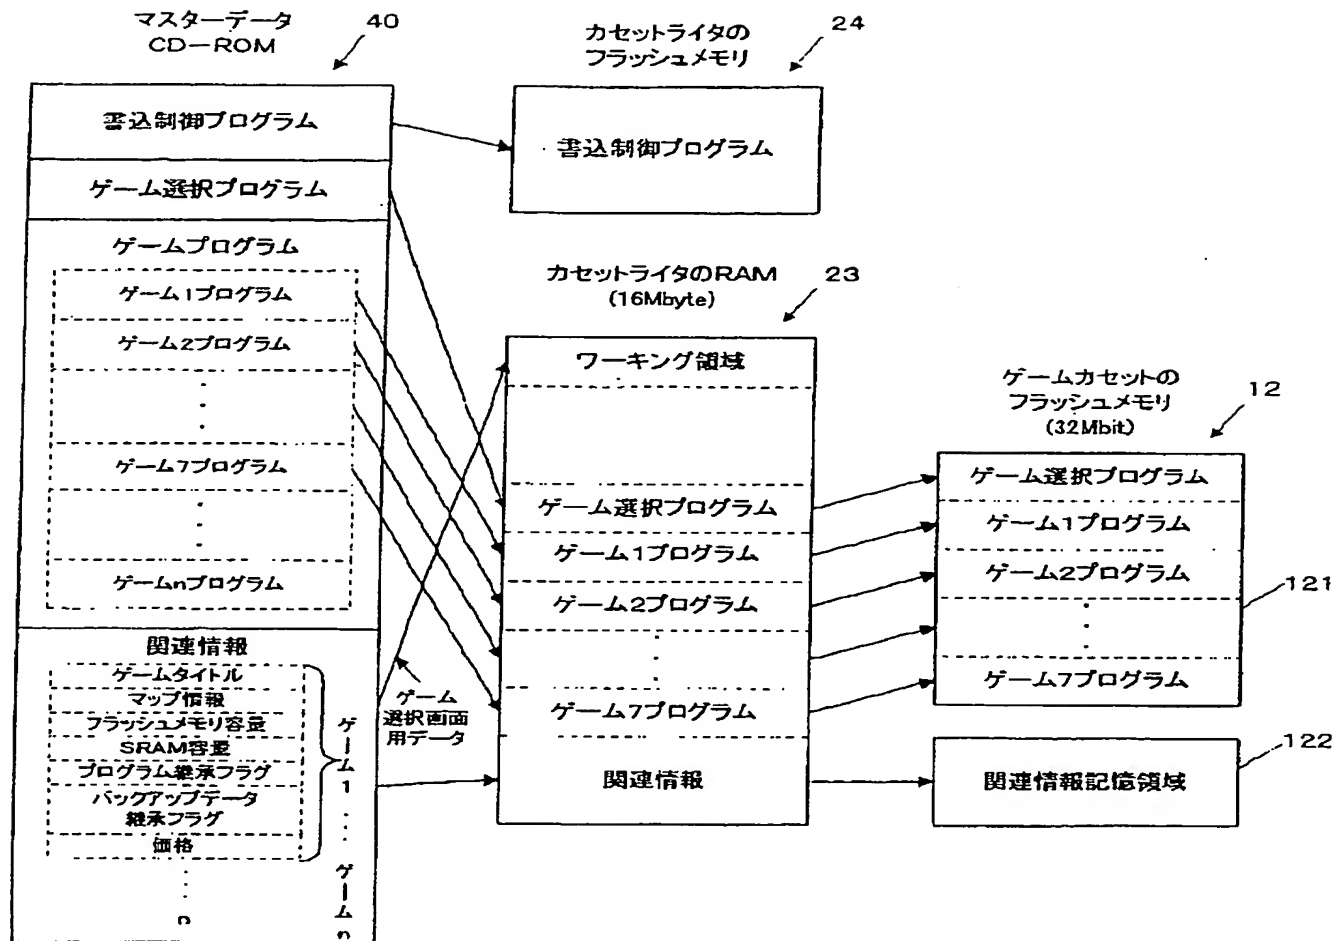 マスターデータ
CD-ROM
40
書込制御プログラム
ゲーム選択プログラム
ゲームプログラム
ゲーム1プログラム
ゲーム2プログラム
ゲーム7プログラム
ゲームnプログラム
関連情報
ゲームタイトル
マップ情報
フラッシュメモリ容量
SRAM容量
プログラム継承フラグ
バックアップデータ
継承フラグ
価格
ゲーム1
ゲームn
n
カセットライタの
フラッシュメモリ
24
書込制御プログラム
カセットライタのRAM
(16Mbyte)
23
ワーキング領域
ゲーム選択プログラム
ゲーム1プログラム
ゲーム2プログラム
ゲーム7プログラム
関連情報
ゲーム
選択画面
用データ
ゲームカセットの
フラッシュメモリ
(32Mbit)
12
ゲーム選択プログラム
ゲーム1プログラム
ゲーム2プログラム
ゲーム7プログラム
121
関連情報記憶領域
122